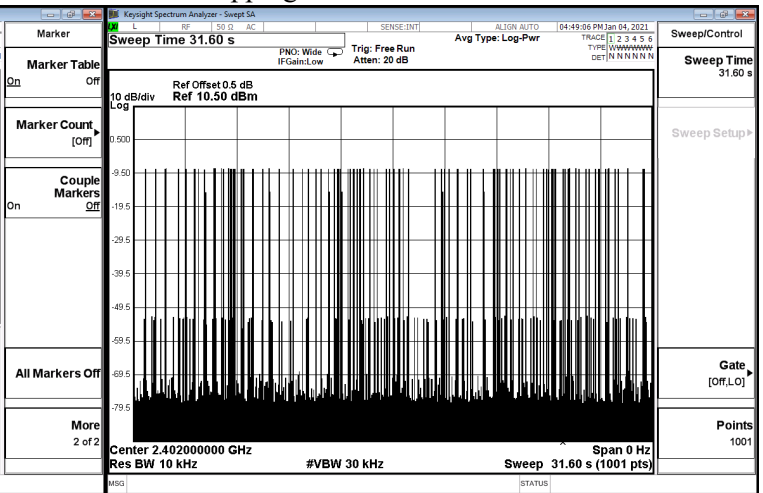 Keysight Spectrum Analyzer - Swept SA
Marker
Marker Table
On Off
Marker Count
[Off]
Couple
Markers
On Off
All Markers Off
More
2 of 2
L RF 50 Ω AC SENSE:INT ALIGN AUTO 04:49:06 PM Jan 04, 2021
Sweep Time 31.60 s
PNO: Wide
IFGain:Low
Trig: Free Run
Atten: 20 dB
Avg Type: Log-Pwr
TRACE 1 2 3 4 5 6
TYPE WWWWWW
DET N N N N N N
Ref Offset 0.5 dB
10 dB/div Ref 10.50 dBm
Log
0.500
-9.50
-19.5
-29.5
-39.5
-49.5
-59.5
-69.5
-79.5
Center 2.402000000 GHz Span 0 Hz
Res BW 10 kHz #VBW 30 kHz Sweep 31.60 s (1001 pts)
MSG STATUS
Sweep/Control
Sweep Time
31.60 s
Sweep Setup
Gate
[Off,LO]
Points
1001